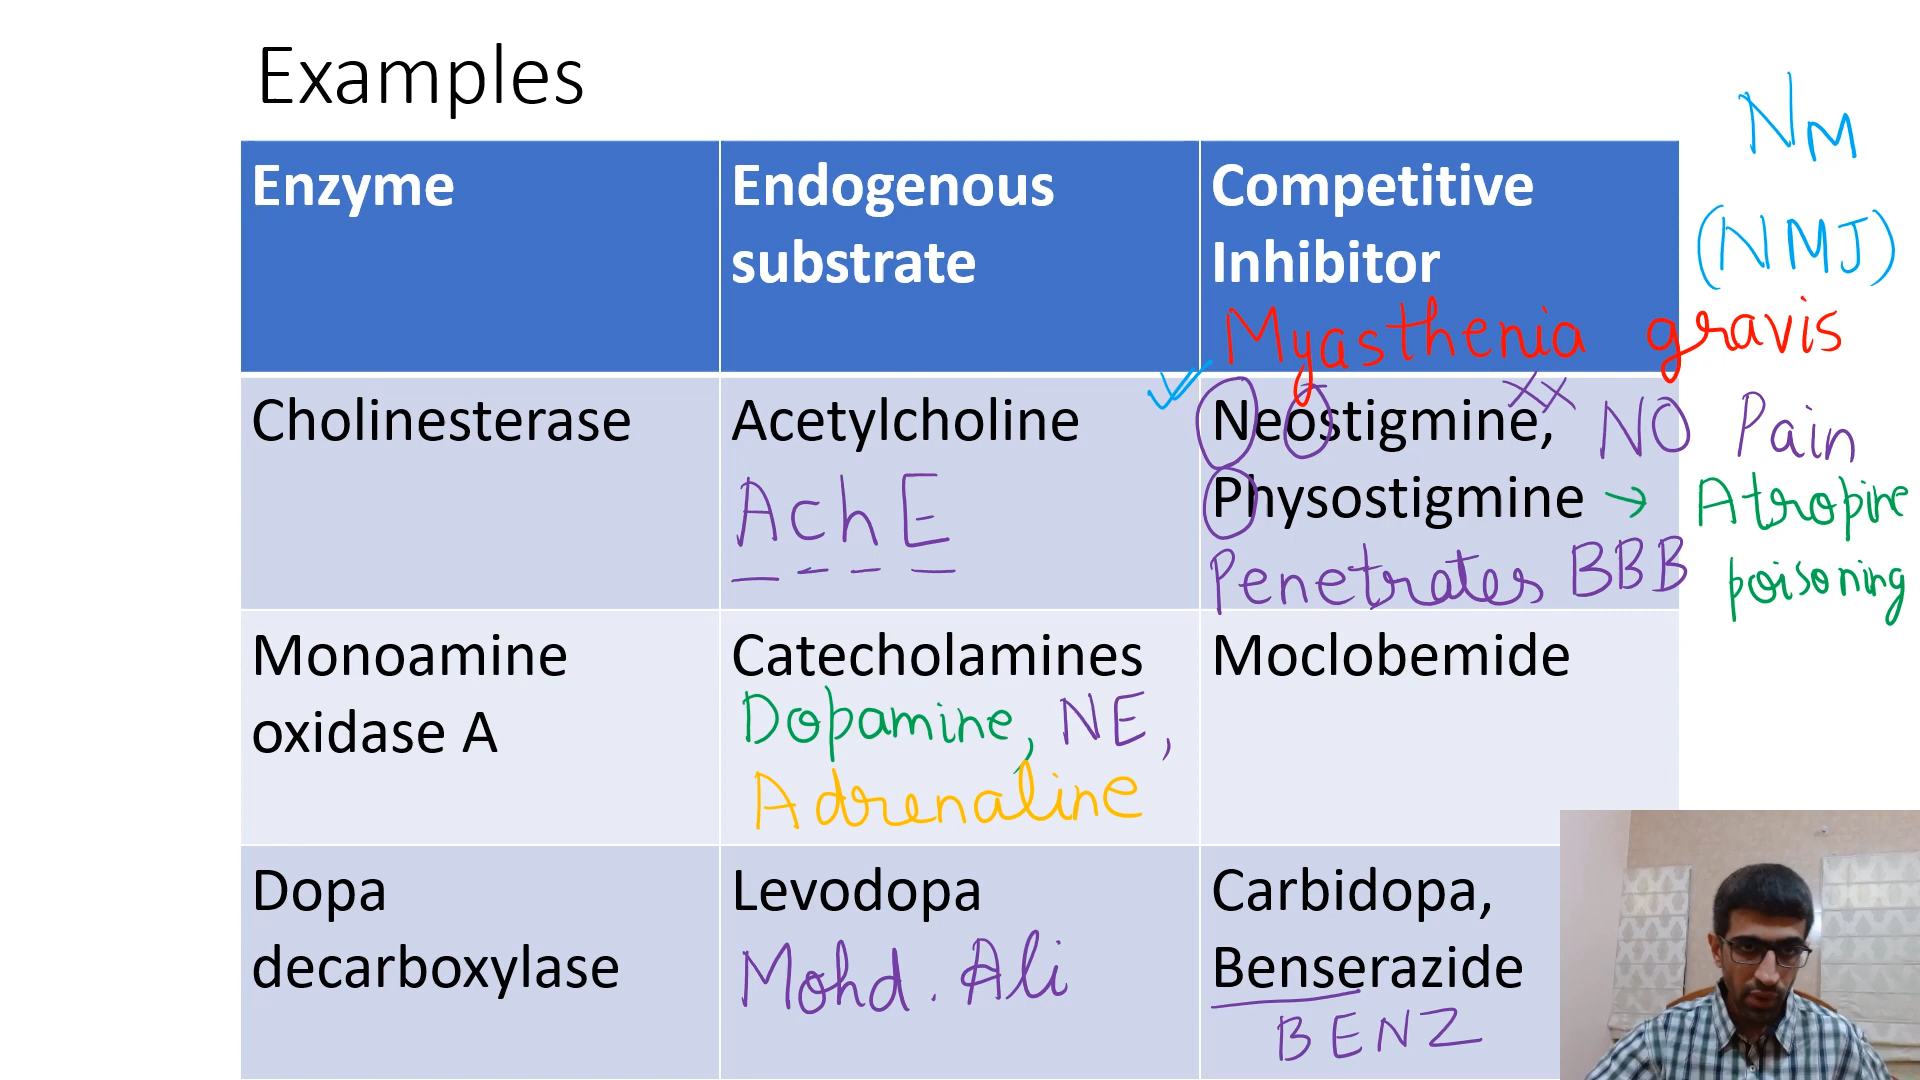 Examples
Enzyme
Endogenous
substrate
Competitive
Inhibitor
NM
(NMJ)
Myasthenia gravis
Cholinesterase
Acetylcholine
AchE
Neostigmine, xx NO Pain
Physostigmine → Atropine
Penetrates BBB poisoning
Monoamine
oxidase A
Catecholamines
Dopamine, NE,
Adrenaline
Moclobemide
Dopa
decarboxylase
Levodopa
Mohd. Ali
Carbidopa,
Benserazide
BENZ